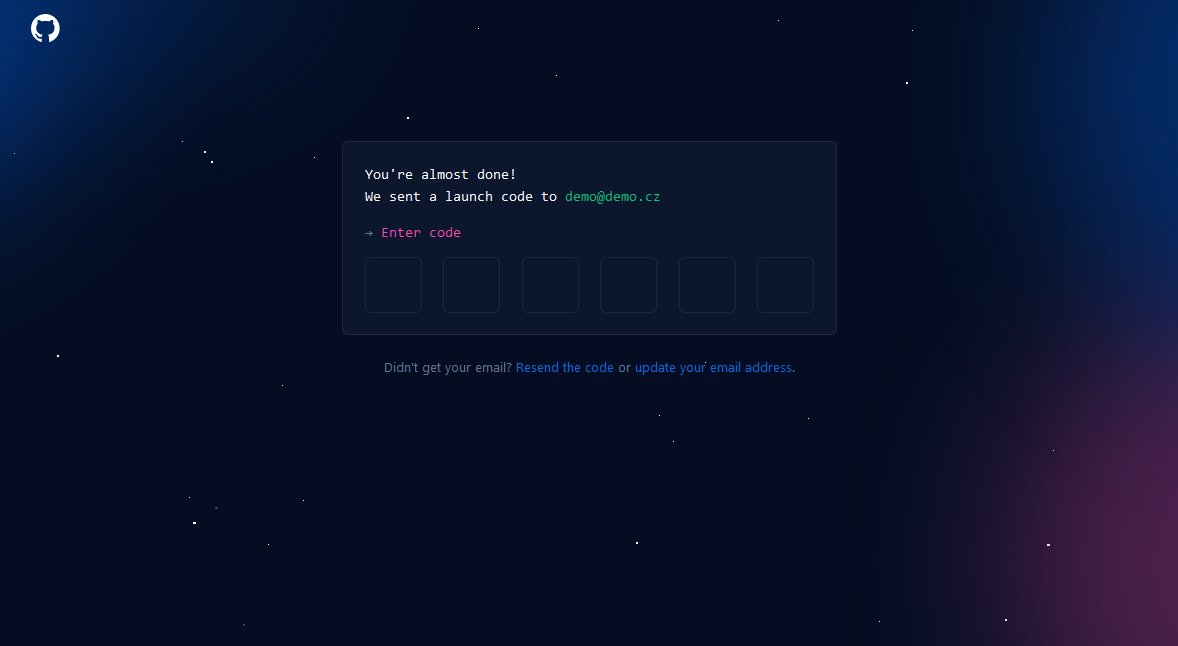 You're almost done!
We sent a launch code to demo@demo.cz
→ Enter code
Didn't get your email? Resend the code or update your email address.